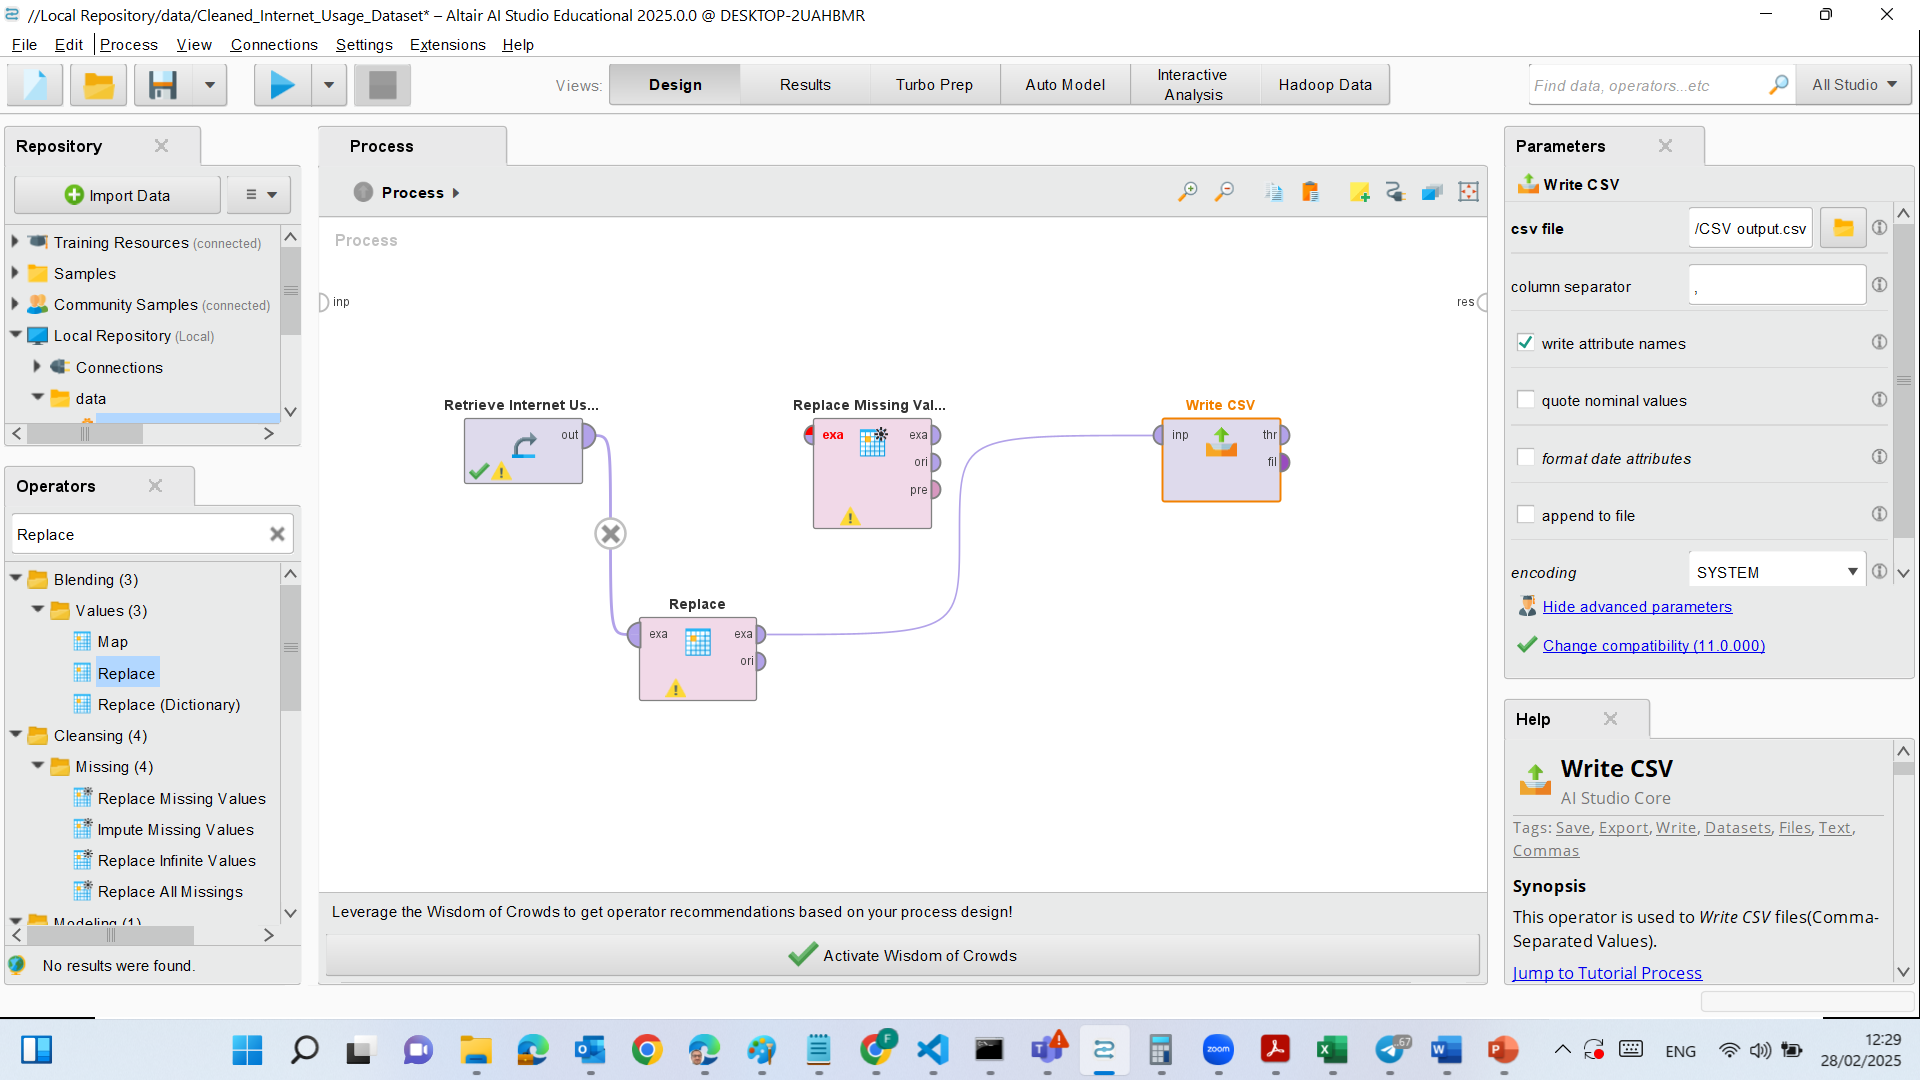 //Local Repository/data/Cleaned_Internet_Usage_Dataset* – Altair AI Studio Educational 2025.0.0 @ DESKTOP-2UAHBMR
File Edit Process View Connections Settings Extensions Help
Views: Design Results Turbo Prep Auto Model Interactive Analysis Hadoop Data
Find data, operators...etc All Studio
Repository
Import Data
Training Resources (connected)
Samples
Community Samples (connected)
Local Repository (Local)
Connections
data
Operators
Replace
Blending (3)
Values (3)
Map
Replace
Replace (Dictionary)
Cleansing (4)
Missing (4)
Replace Missing Values
Impute Missing Values
Replace Infinite Values
Replace All Missings
Modeling (1)
No results were found.
Process
Process
Process
inp
res
Retrieve Internet Us...
out
Replace Missing Val...
exa exa
ori
pre
Write CSV
inp thr
fil
Replace
exa exa
ori
Leverage the Wisdom of Crowds to get operator recommendations based on your process design!
Activate Wisdom of Crowds
Parameters
Write CSV
csv file /CSV output.csv
column separator ,
write attribute names
quote nominal values
format date attributes
append to file
encoding SYSTEM
Hide advanced parameters
Change compatibility (11.0.000)
Help
Write CSV
AI Studio Core
Tags: Save, Export, Write, Datasets, Files, Text,
Commas
Synopsis
This operator is used to Write CSV files(Comma-
Separated Values).
Jump to Tutorial Process
F
zoom
.67
ENG
12:29
28/02/2025